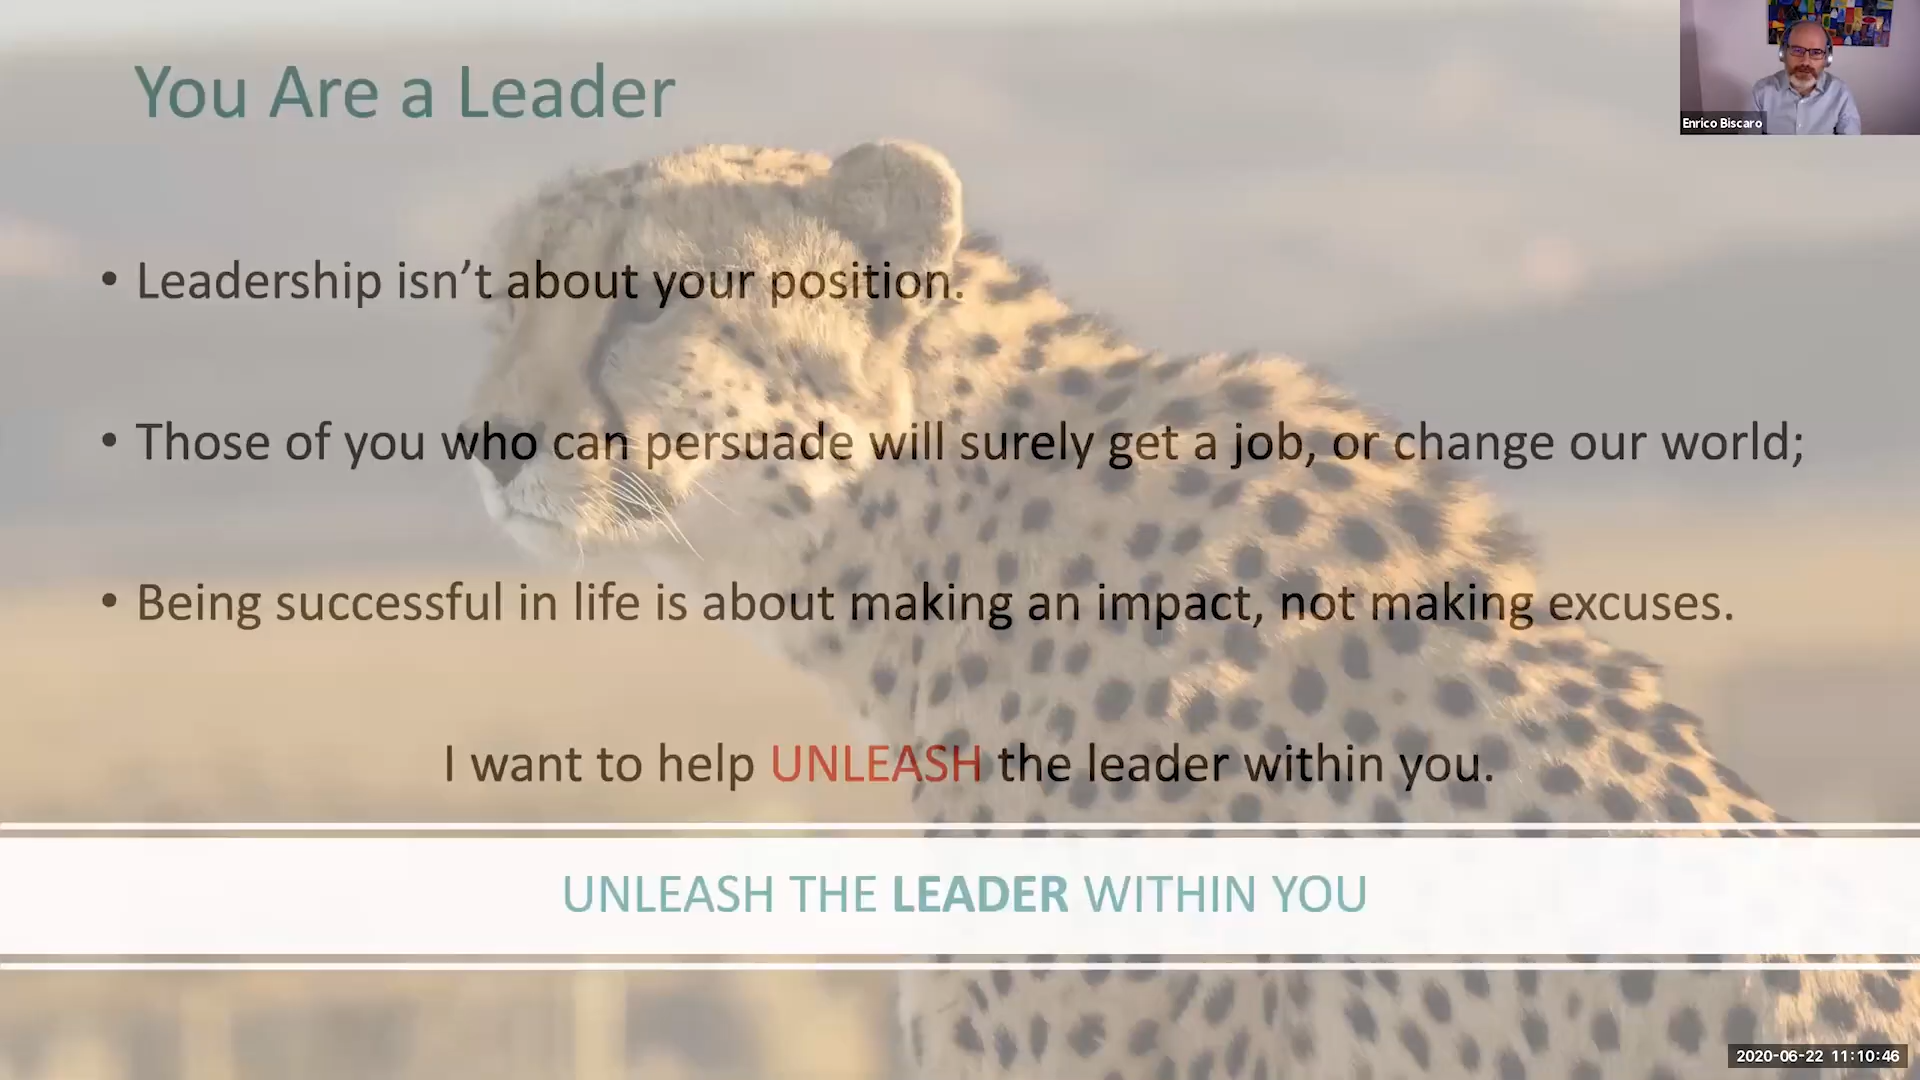 You Are a Leader
Enrico Biscaro
• Leadership isn’t about your position.
• Those of you who can persuade will surely get a job, or change our world;
• Being successful in life is about making an impact, not making excuses.
I want to help UNLEASH the leader within you.
UNLEASH THE LEADER WITHIN YOU
2020-06-22 11:10:46